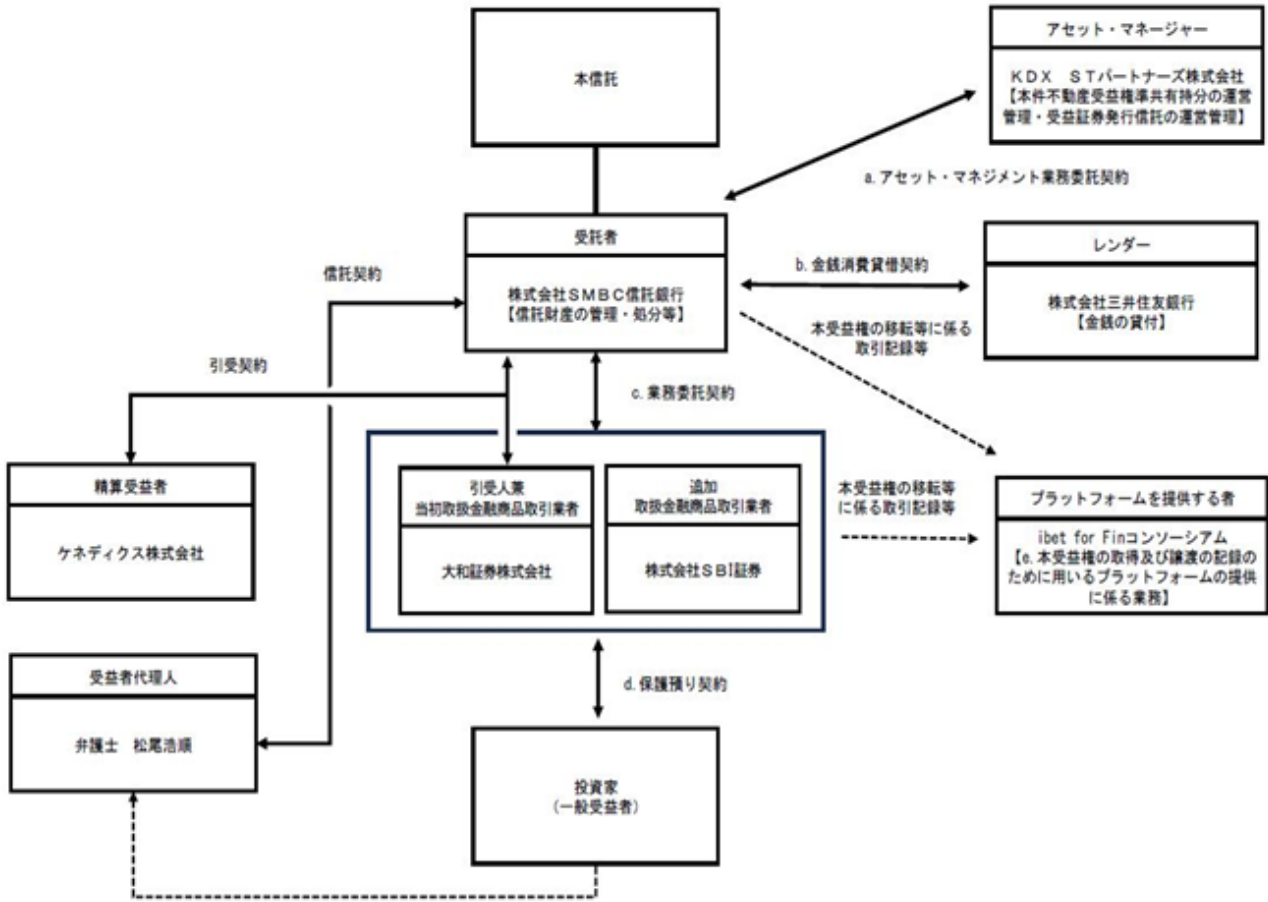 本信託
アセット・マネージャー
KDX STパートナーズ株式会社
【本件不動産受益権準共有持分の運営
管理・受益証券発行信託の運営管理】
a.アセット・マネジメント業務委託契約
受託者
株式会社SMBC信託銀行
【信託財産の管理・処分等】
信託契約
b.金銭消費貸借契約
レンダー
株式会社三井住友銀行
【金銭の貸付】
本受益権の移転等に係る
取引記録等
引受契約
c.業務委託契約
精算受益者
ケネディクス株式会社
引受人兼
当初取扱金融商品取引業者
大和証券株式会社
追加
取扱金融商品取引業者
株式会社SBI証券
本受益権の移転等
に係る取引記録等
プラットフォームを提供する者
ibet for Finコンソーシアム
【e.本受益権の取得及び譲渡の記録の
ために用いるプラットフォームの提供
に係る業務】
受益者代理人
弁護士 松尾浩順
d.保護預り契約
投資家
(一般受益者)